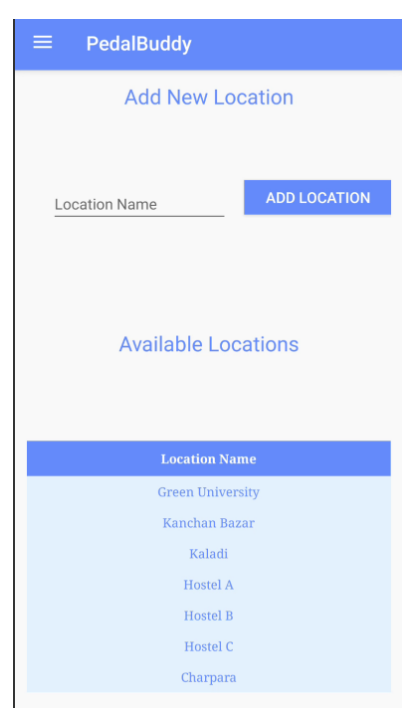 PedalBuddy
Add New Location
Location Name
ADD LOCATION
Available Locations
Location Name
Green University
Kanchan Bazar
Kaladi
Hostel A
Hostel B
Hostel C
Charpara